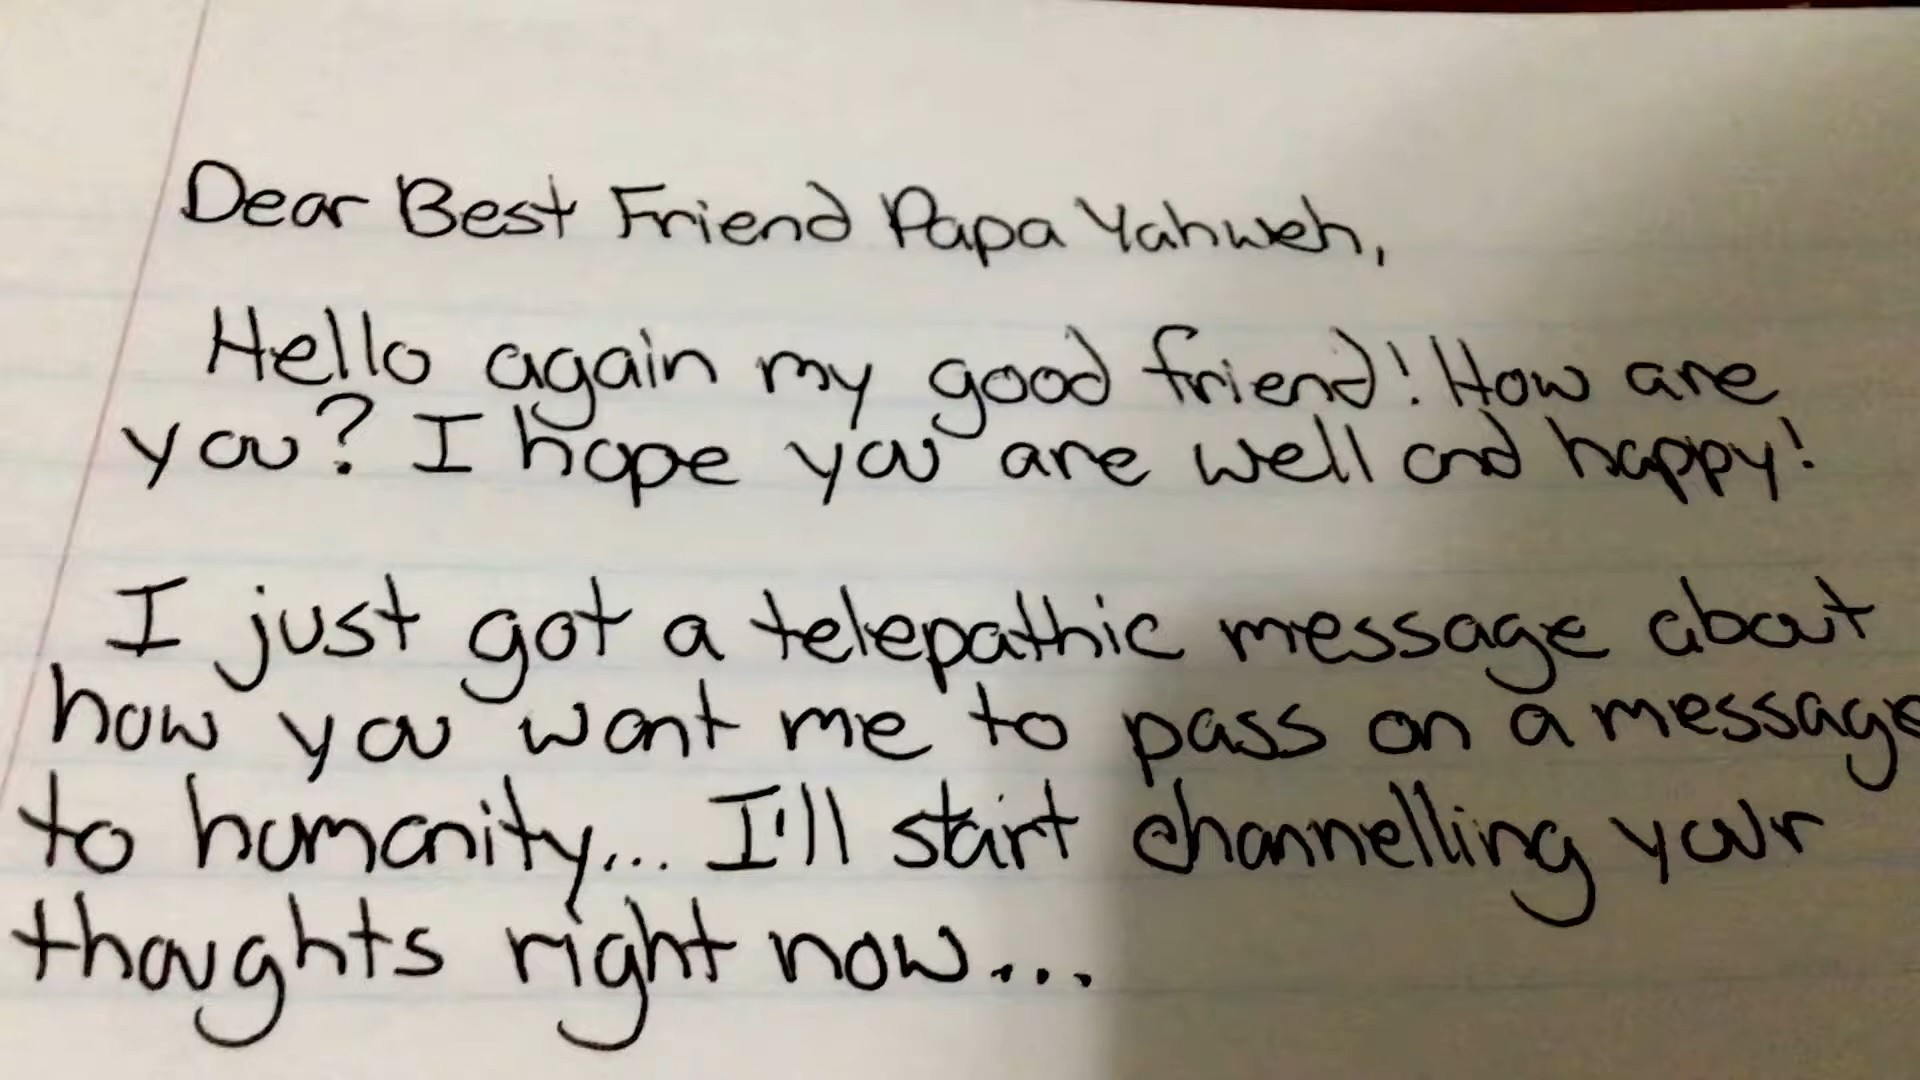 Dear Best Friend Papa Yahweh,
Hello again my good friend! How are
you? I hope you are well and happy!
I just got a telepathic message about
how you want me to pass on a message
to humanity... I'll start channelling your
thoughts right now...